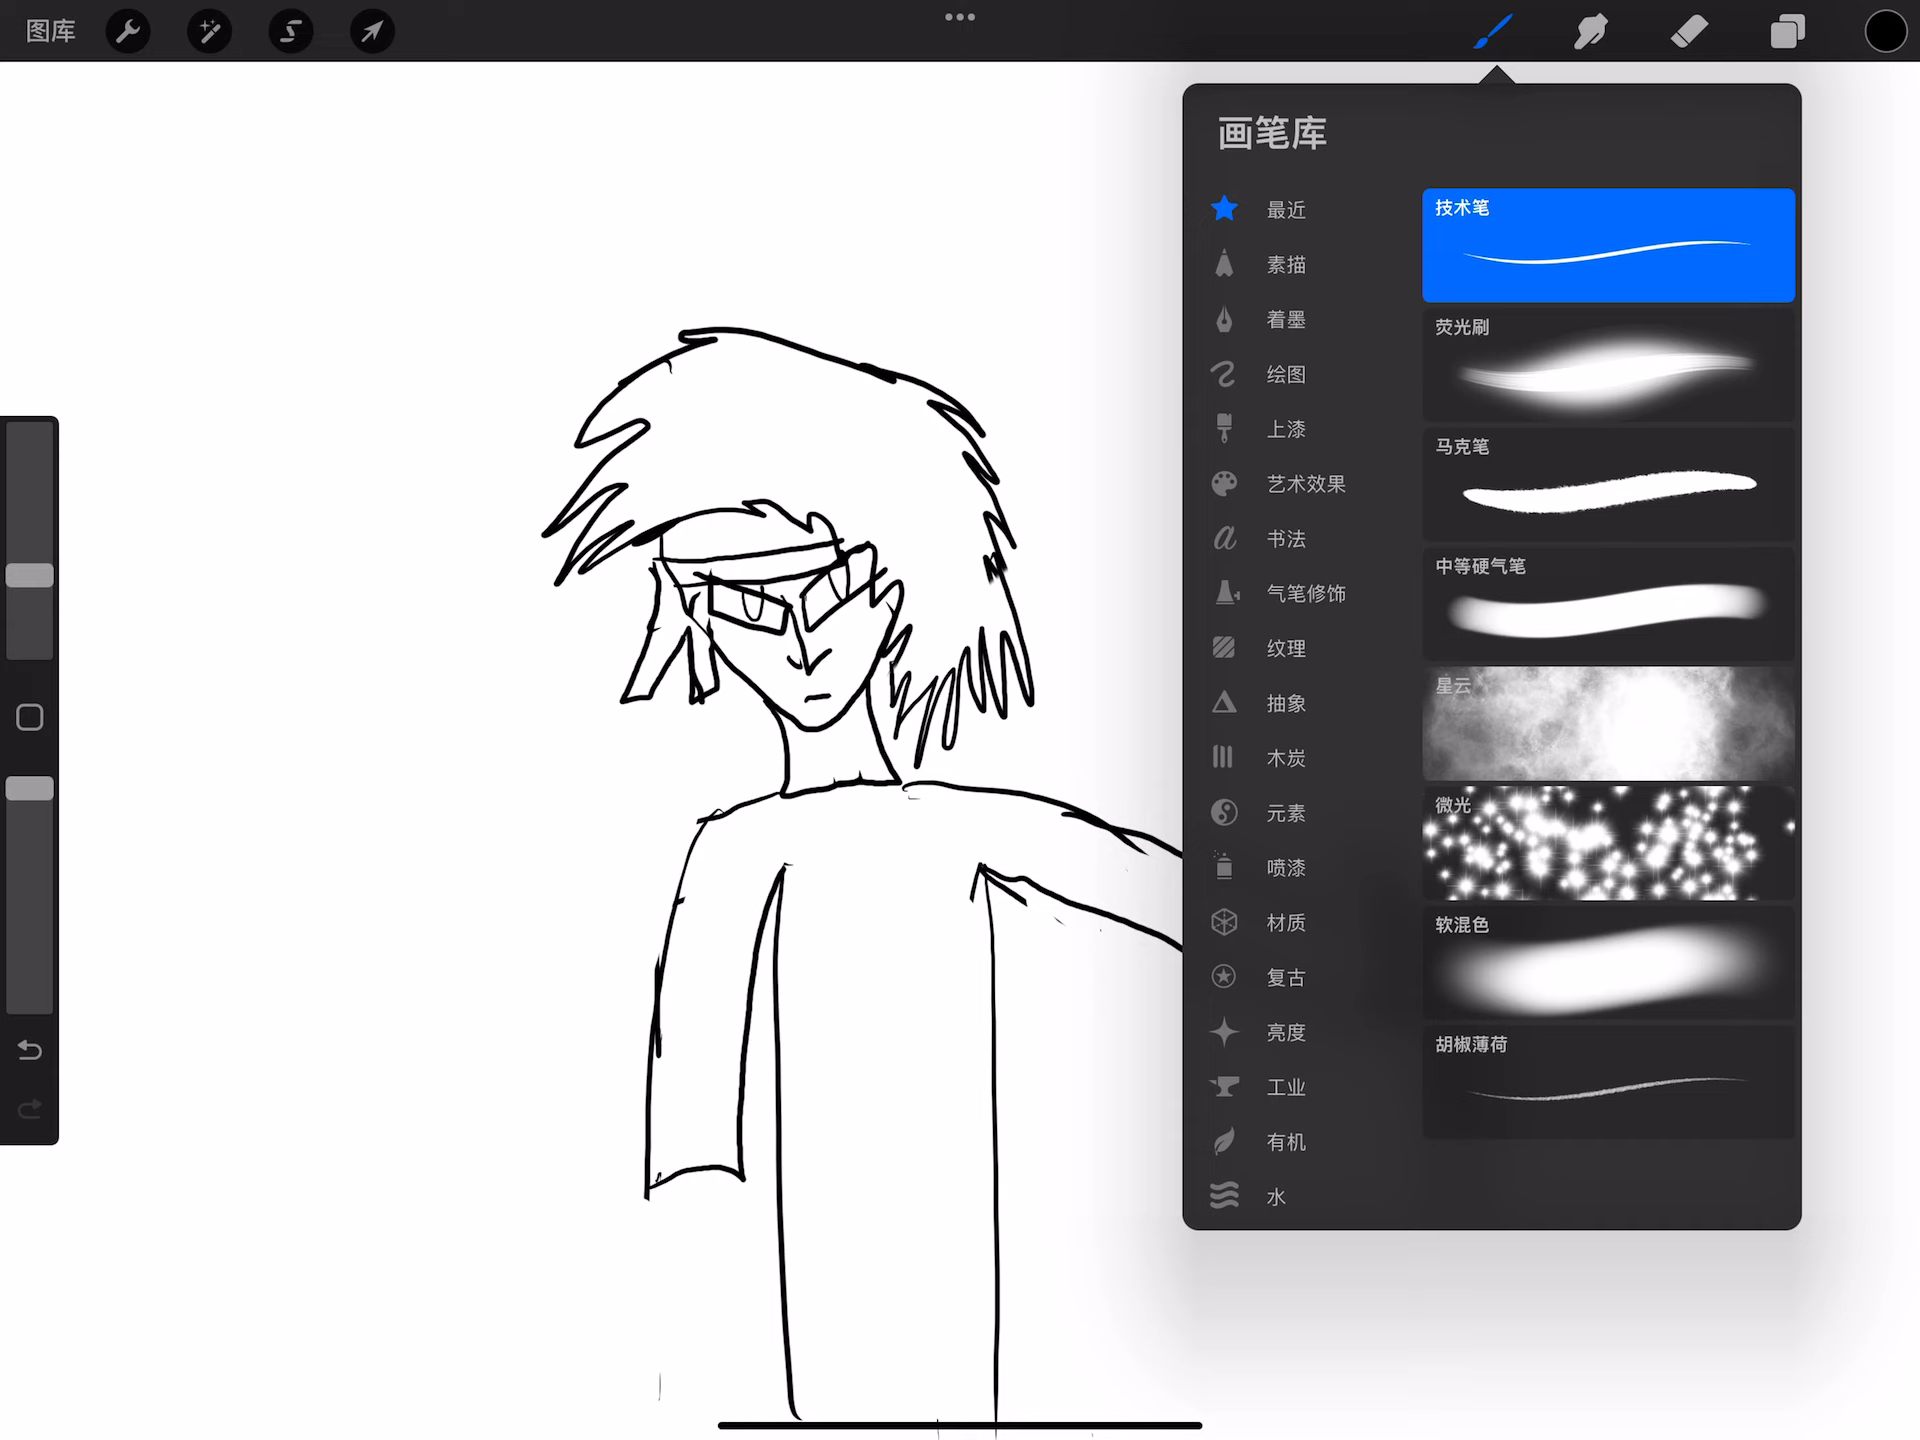 图库
画笔库
最近
素描
着墨
绘图
上漆
艺术效果
书法
气笔修饰
纹理
抽象
木炭
元素
喷漆
材质
复古
亮度
工业
有机
水
技术笔
荧光刷
马克笔
中等硬气笔
星云
微光
软混色
胡椒薄荷